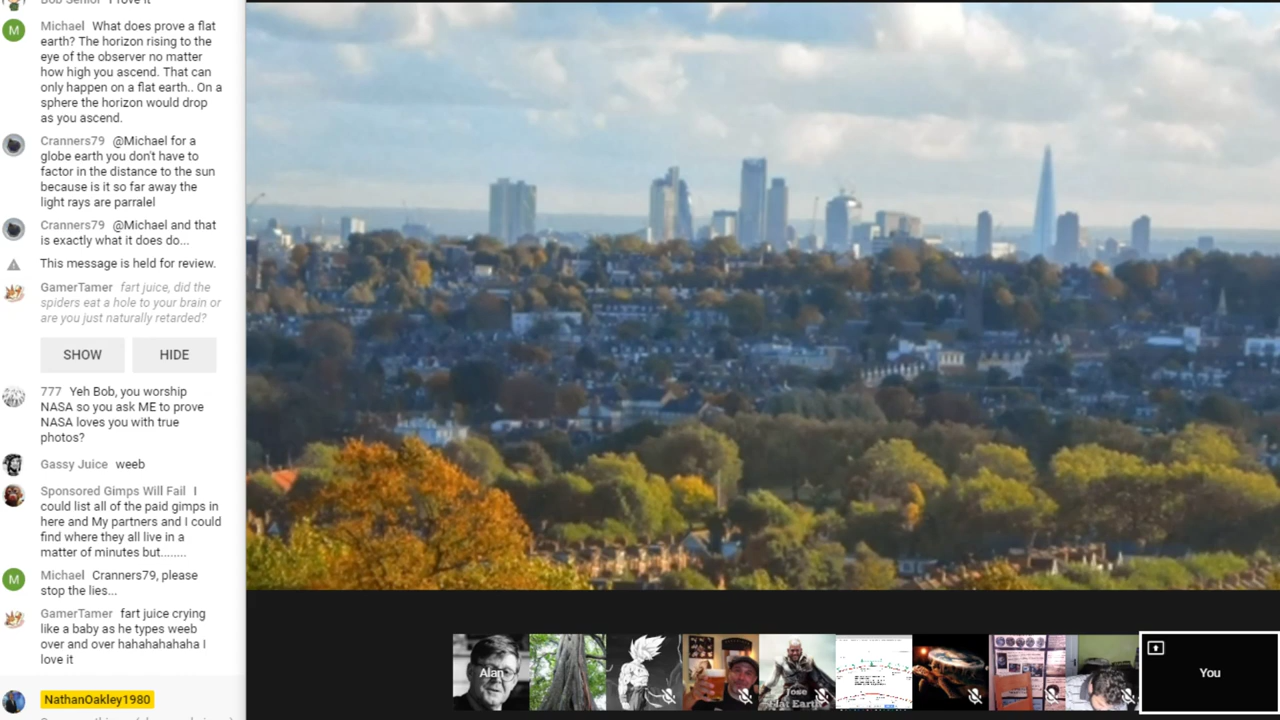 Bob Senior Prove it
Michael What does prove a flat
earth? The horizon rising to the
eye of the observer no matter
how high you ascend. That can
only happen on a flat earth.. On a
sphere the horizon would drop
as you ascend.
Cranners79 @Michael for a
globe earth you don't have to
factor in the distance to the sun
because is it so far away the
light rays are parralel
Cranners79 @Michael and that
is exactly what it does do...
This message is held for review.
GamerTamer fart juice, did the
spiders eat a hole to your brain or
are you just naturally retarded?
SHOW HIDE
777 Yeh Bob, you worship
NASA so you ask ME to prove
NASA loves you with true
photos?
Gassy Juice weeb
Sponsored Gimps Will Fail I
could list all of the paid gimps in
here and My partners and I could
find where they all live in a
matter of minutes but........
Michael Cranners79, please
stop the lies...
GamerTamer fart juice crying
like a baby as he types weeb
over and over hahahahahaha I
love it
NathanOakley1980
Alan
Jose
Flat Earth
You